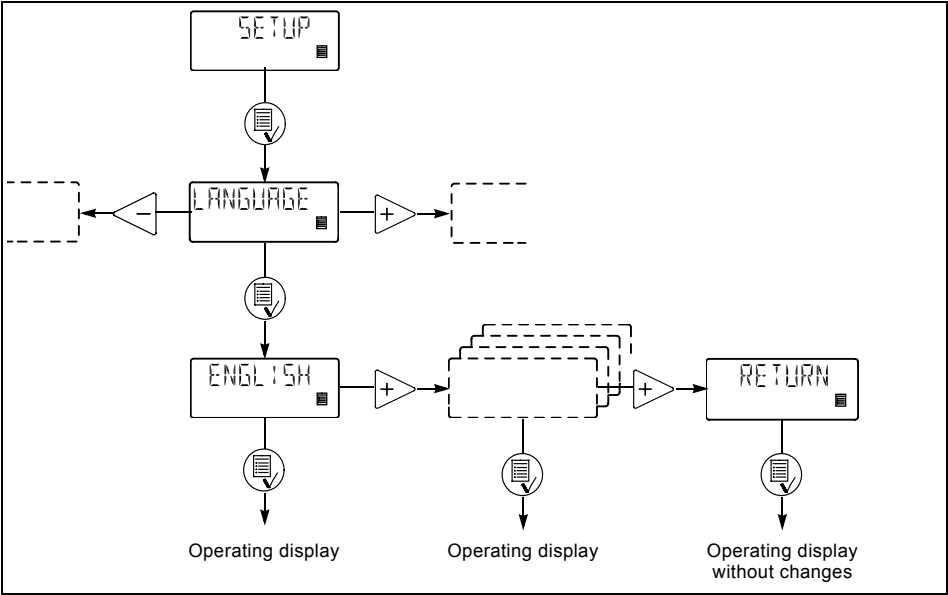 SETUP
LANGUAGE
−
+
ENGLISH
+
+
RETURN
Operating display
Operating display
Operating display
without changes